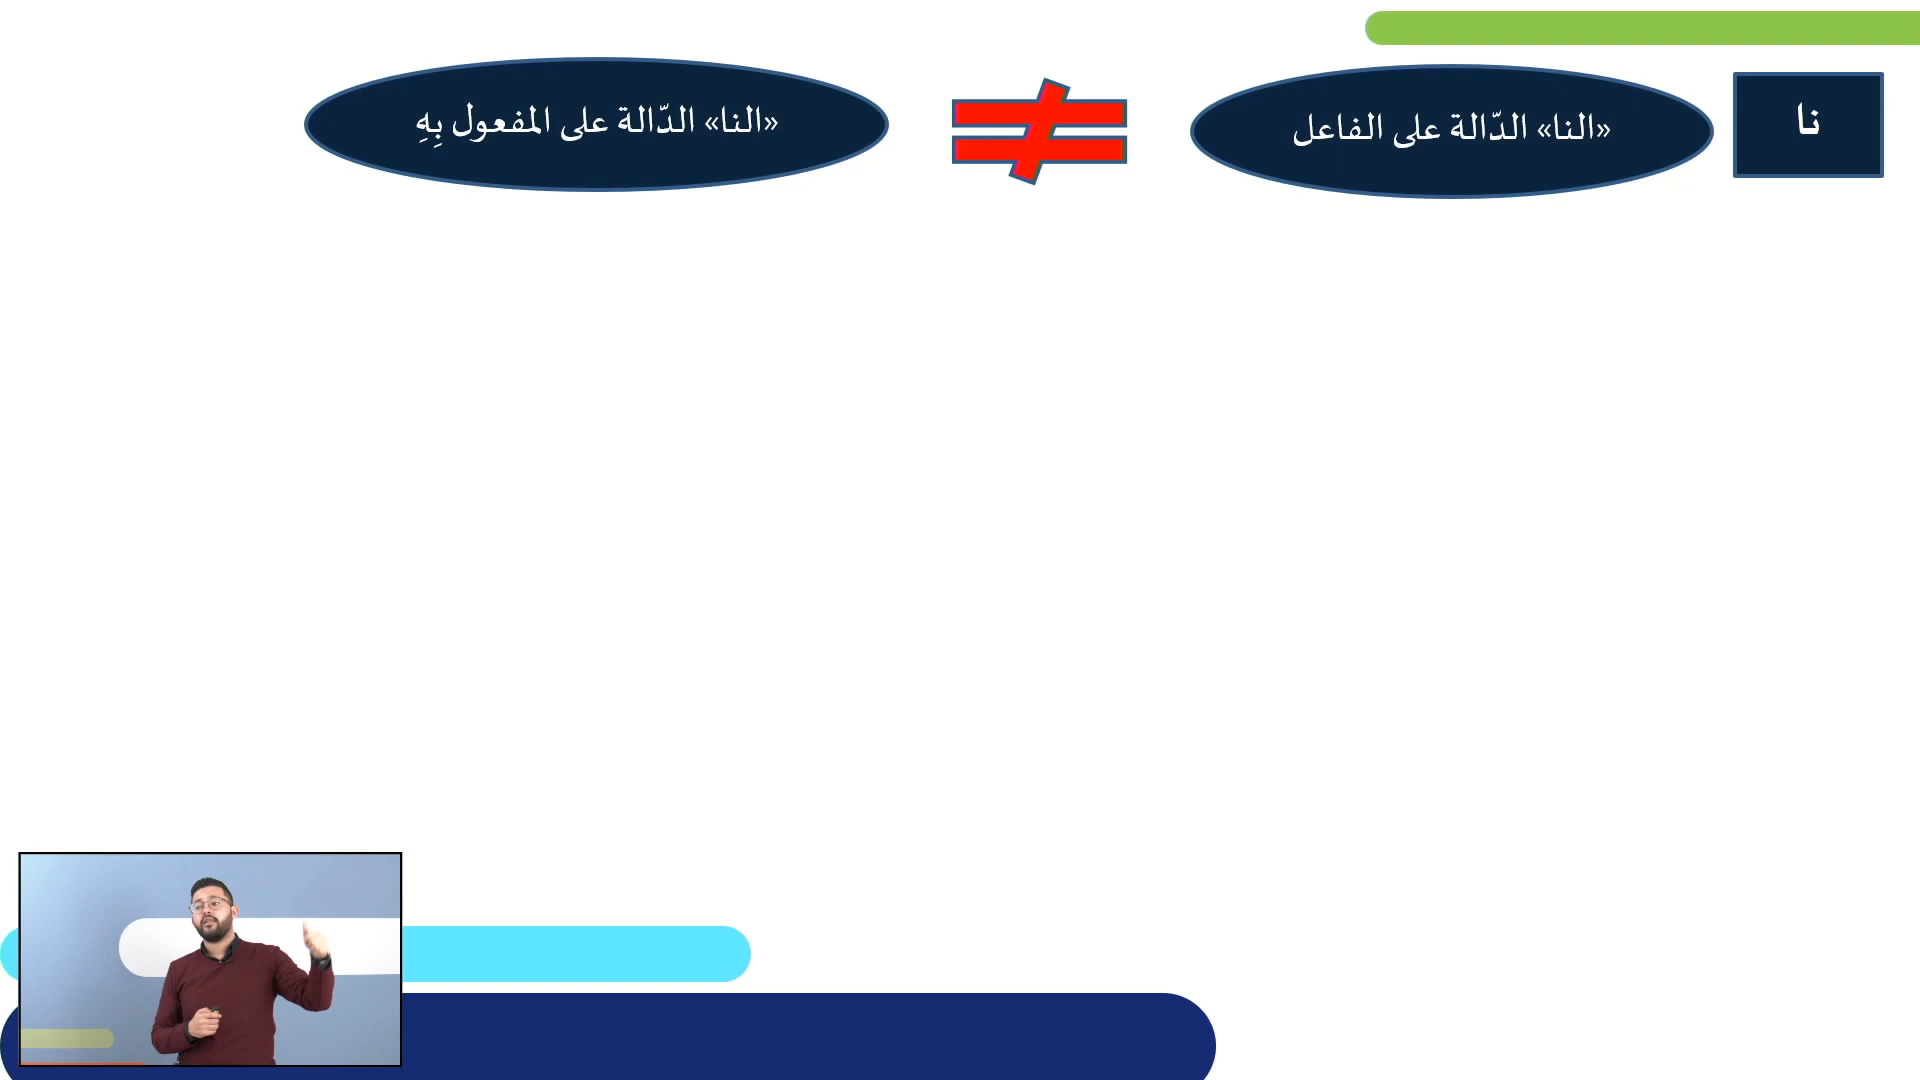 نا
«النا» الدّالة على الفاعل
«النا» الدّالة على المفعول بِهِ